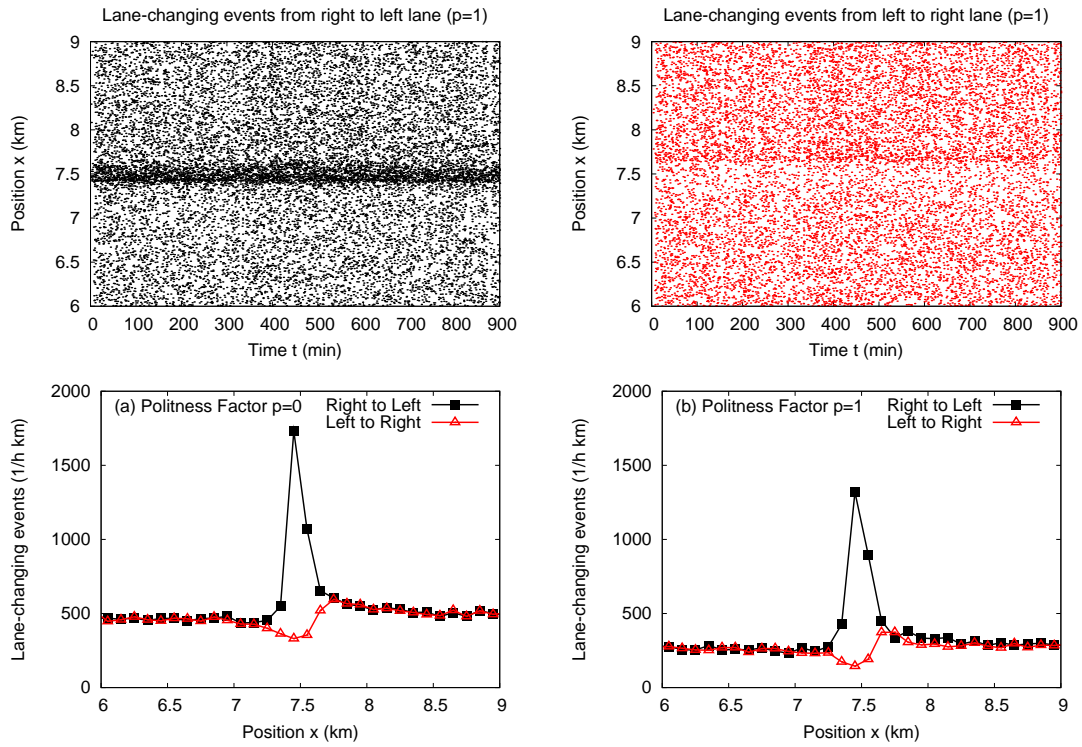 Lane-changing events from right to left lane (p=1)
Position x (km)
9
8.5
8
7.5
7
6.5
6
0 100 200 300 400 500 600 700 800 900
Time t (min)
Lane-changing events from left to right lane (p=1)
Position x (km)
9
8.5
8
7.5
7
6.5
6
0 100 200 300 400 500 600 700 800 900
Time t (min)
Lane-changing events (1/h km)
2000
1500
1000
500
0
(a) Politness Factor p=0
Right to Left
Left to Right
6 6.5 7 7.5 8 8.5 9
Position x (km)
Lane-changing events (1/h km)
2000
1500
1000
500
0
(b) Politness Factor p=1
Right to Left
Left to Right
6 6.5 7 7.5 8 8.5 9
Position x (km)